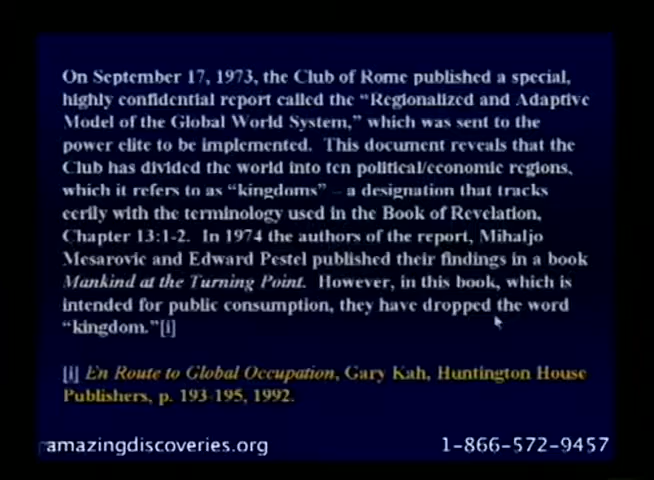 On September 17, 1973, the Club of Rome published a special,
highly confidential report called the “Regionalized and Adaptive
Model of the Global World System,” which was sent to the
power elite to be implemented. This document reveals that the
Club has divided the world into ten political/economic regions,
which it refers to as “kingdoms” – a designation that tracks
eerily with the terminology used in the Book of Revelation,
Chapter 13:1-2. In 1974 the authors of the report, Mihaljo
Mesarovic and Edward Pestel published their findings in a book
Mankind at the Turning Point. However, in this book, which is
intended for public consumption, they have dropped the word
“kingdom.”[i]
[i] En Route to Global Occupation, Gary Kah, Huntington House
Publishers, p. 193-195, 1992.
amazingdiscoveries.org
1-866-572-9457